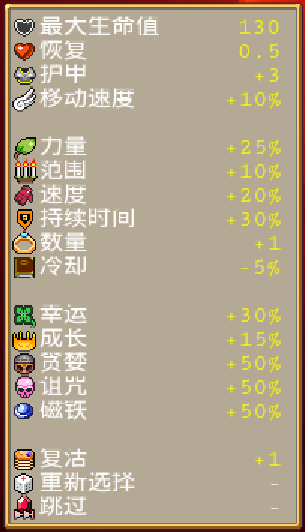 最大生命值 130
恢复 0.5
护甲 +3
移动速度 +10%
力量 +25%
范围 +10%
速度 +20%
持续时间 +30%
数量 +1
冷却 -5%
幸运 +30%
成长 +15%
贪婪 +50%
诅咒 +50%
磁铁 +50%
复活 +1
重新选择 -
跳过 -